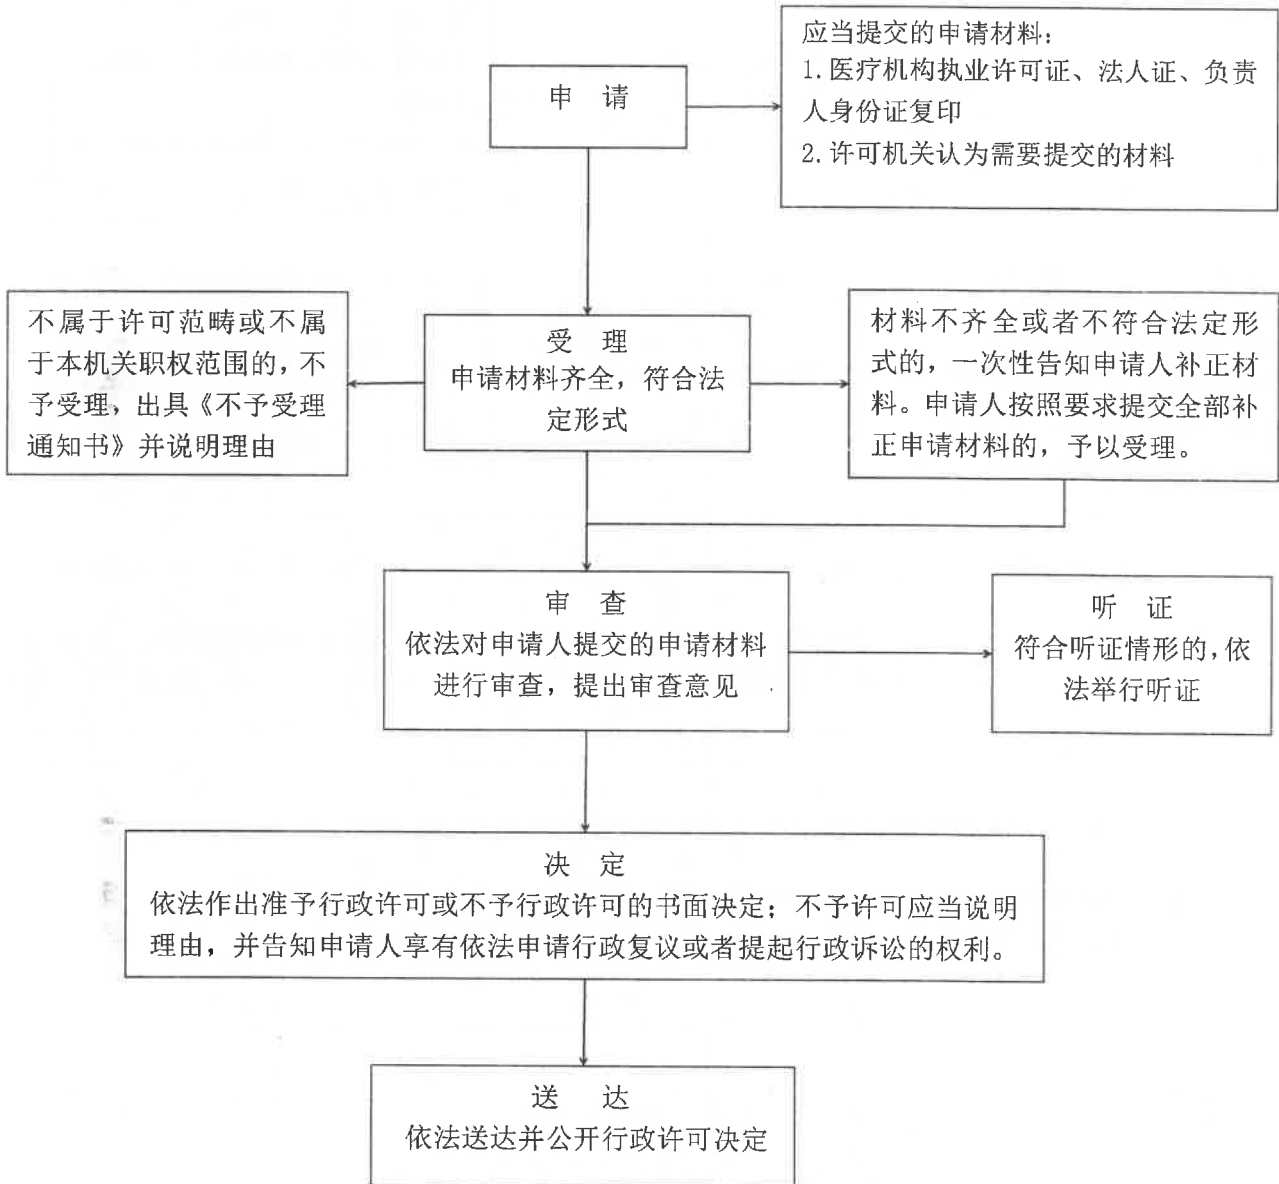 申 请
应当提交的申请材料：
1.医疗机构执业许可证、法人证、负责
人身份证复印
2.许可机关认为需要提交的材料
不属于许可范畴或不属
于本机关职权范围的，不
予受理，出具《不予受理
通知书》并说明理由
受 理
申请材料齐全，符合法
定形式
材料不齐全或者不符合法定形
式的，一次性告知申请人补正材
料。申请人按照要求提交全部补
正申请材料的，予以受理。
审 查
依法对申请人提交的申请材料
进行审查，提出审查意见
听 证
符合听证情形的，依
法举行听证
决 定
依法作出准予行政许可或不予行政许可的书面决定；不予许可应当说明
理由，并告知申请人享有依法申请行政复议或者提起行政诉讼的权利。
送 达
依法送达并公开行政许可决定